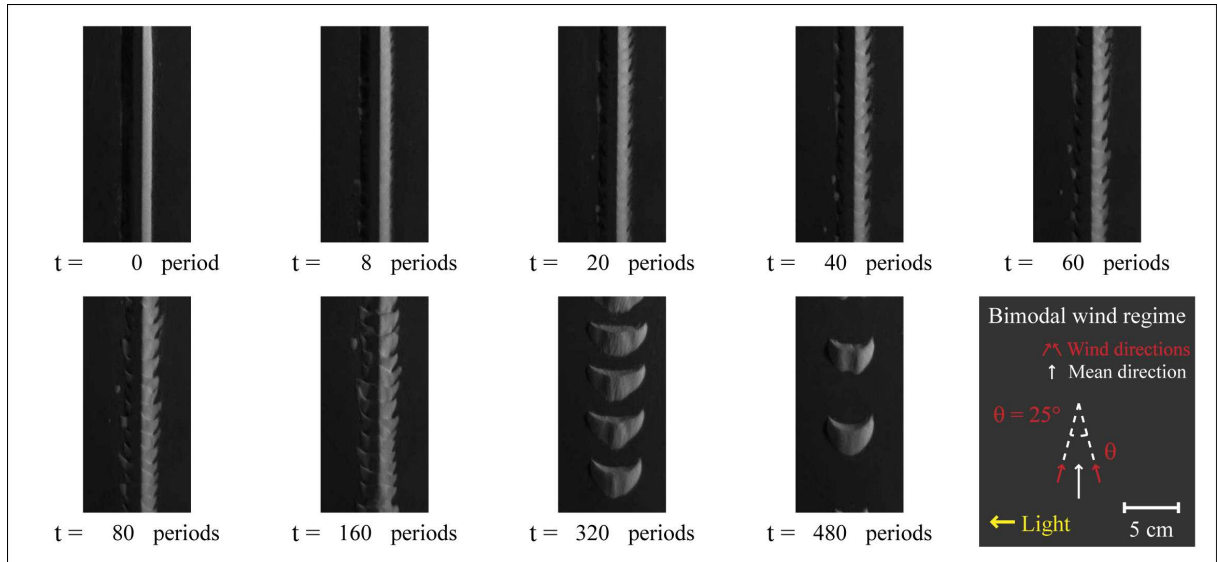 t = 0 period
t = 8 periods
t = 20 periods
t = 40 periods
t = 60 periods
t = 80 periods
t = 160 periods
t = 320 periods
t = 480 periods
Bimodal wind regime
Wind directions
Mean direction
θ = 25°
θ
Light
5 cm